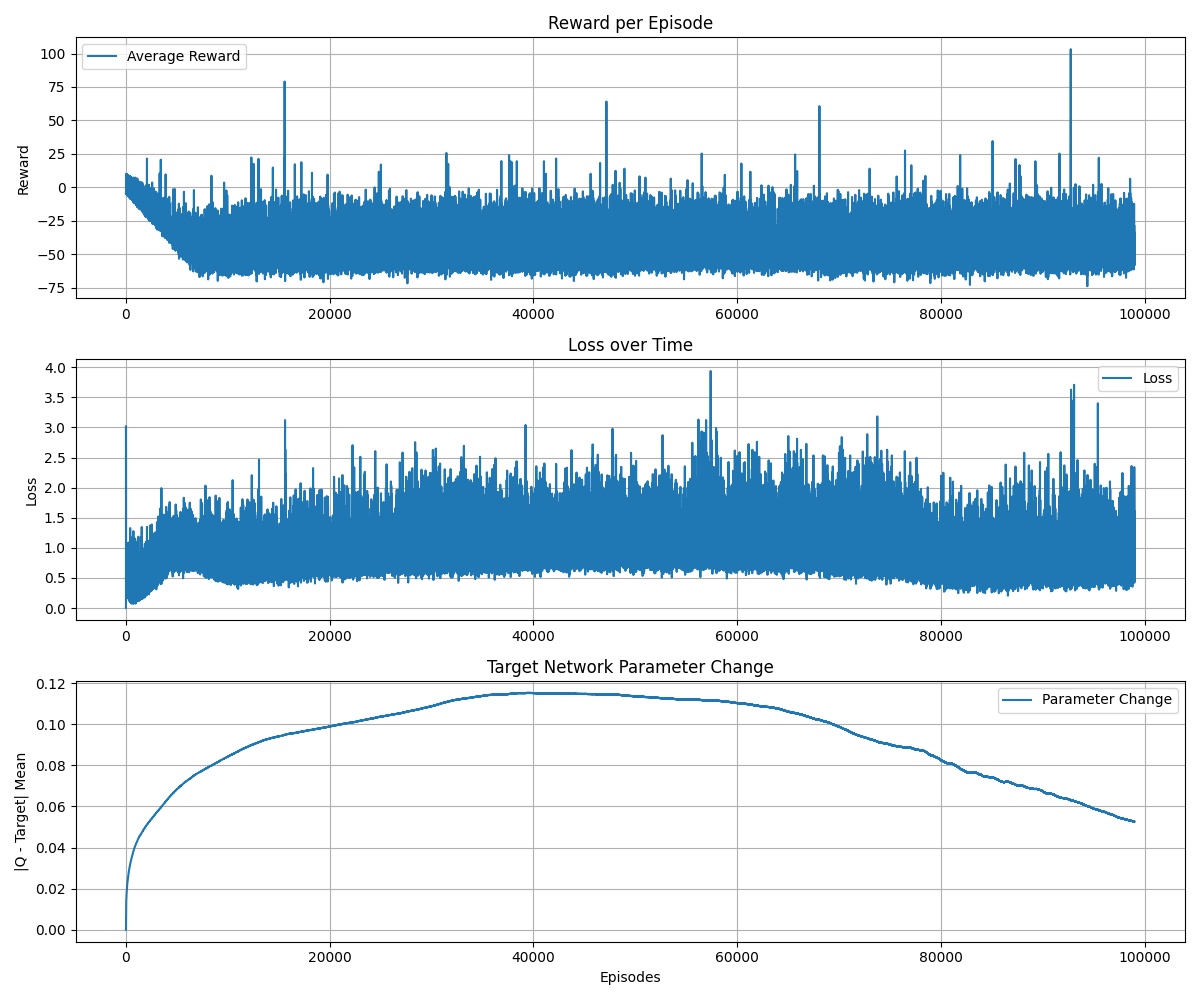 Reward per Episode
Average Reward
Reward
100
75
50
25
0
−25
−50
−75
0 20000 40000 60000 80000 100000
Loss over Time
Loss
Loss
4.0
3.5
3.0
2.5
2.0
1.5
1.0
0.5
0.0
0 20000 40000 60000 80000 100000
Target Network Parameter Change
Parameter Change
|Q - Target| Mean
0.12
0.10
0.08
0.06
0.04
0.02
0.00
0 20000 40000 60000 80000 100000
Episodes